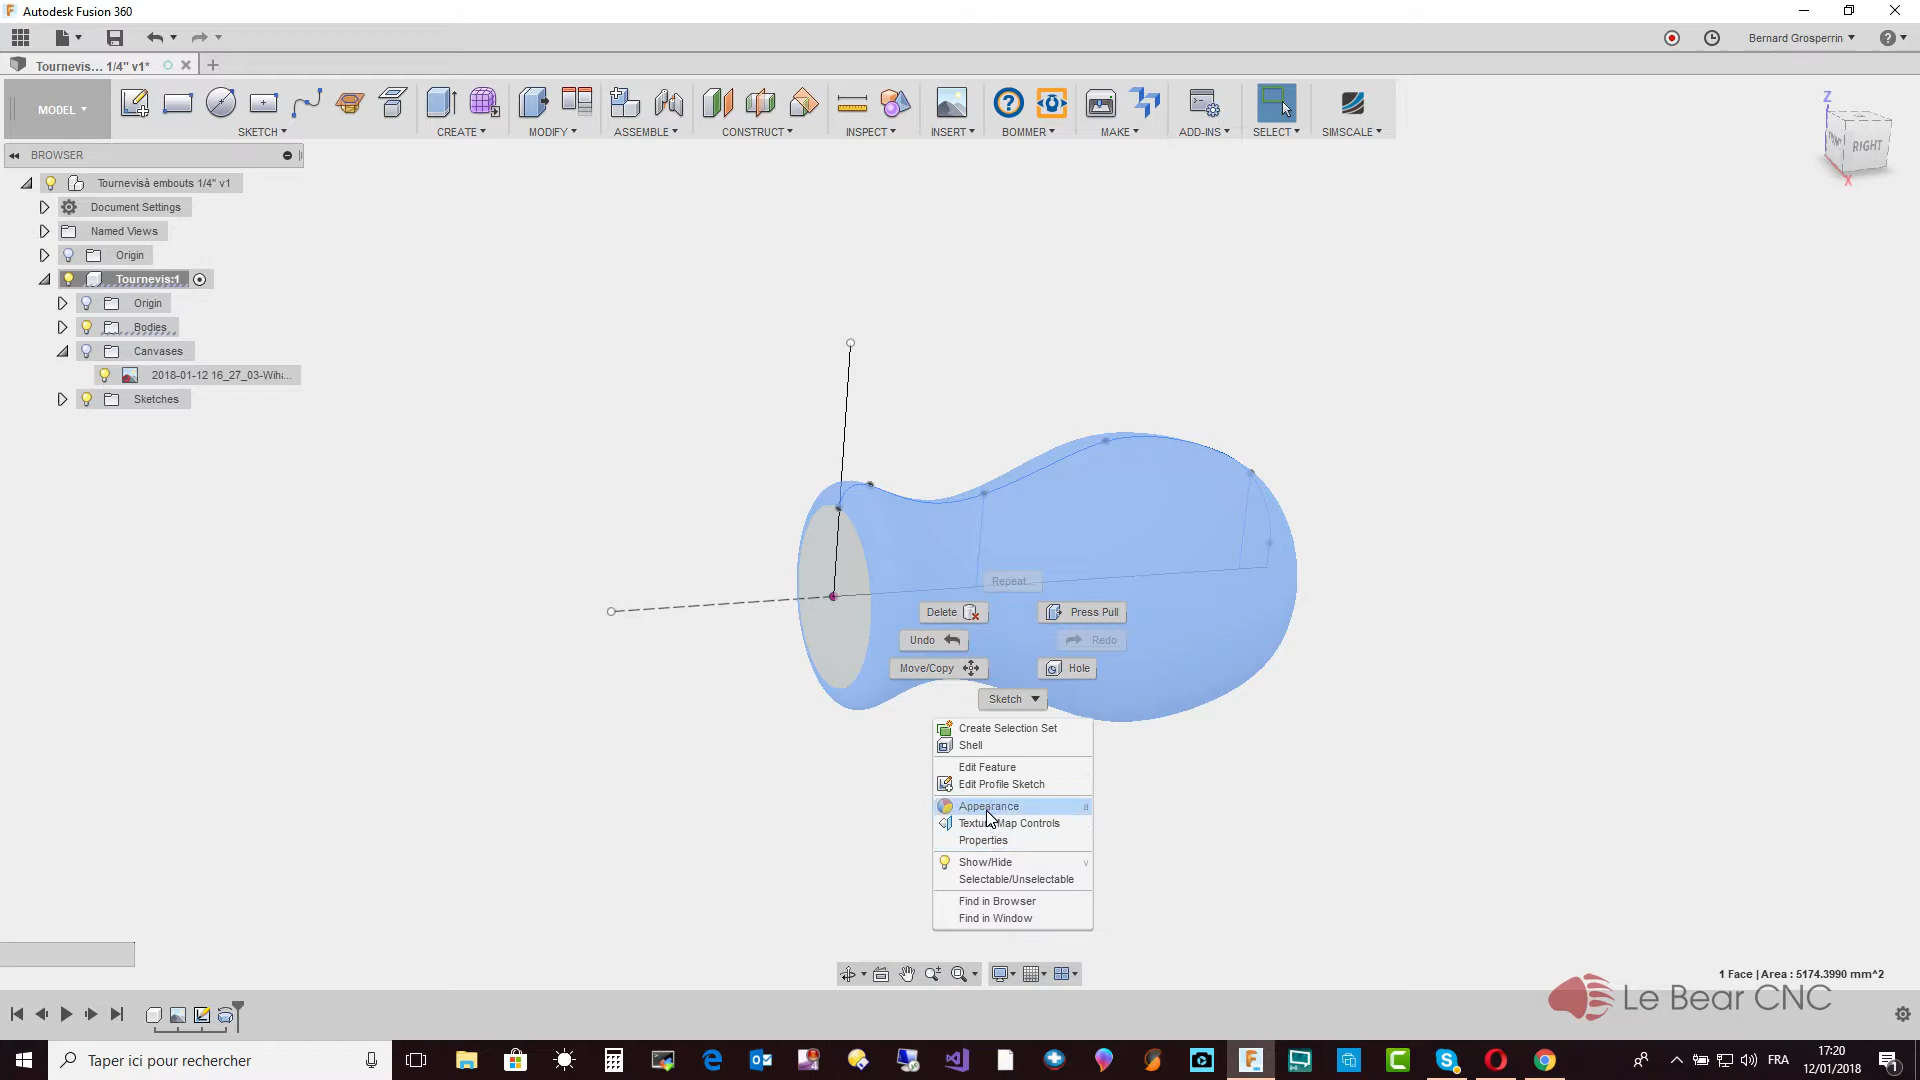 Autodesk Fusion 360
Bernard Grosperrin
Tournevis... 1/4" v1*
MODEL
SKETCH
CREATE
MODIFY
ASSEMBLE
CONSTRUCT
INSPECT
INSERT
BOMMER
MAKE
ADD-INS
SELECT
SIMSCALE
BROWSER
Tournevisà embouts 1/4" v1
Document Settings
Named Views
Origin
Tournevis:1
Origin
Bodies
Canvases
2018-01-12 16_27_03-Wih...
Sketches
Z
RIGHT
X
Repeat...
Delete
Press Pull
Undo
Redo
Move/Copy
Hole
Sketch
Create Selection Set
Shell
Edit Feature
Edit Profile Sketch
Appearance a
Texture Map Controls
Properties
Show/Hide v
Selectable/Unselectable
Find in Browser
Find in Window
1 Face | Area : 5174.3990 mm^2
Le Bear CNC
Taper ici pour rechercher
FRA
17:20
12/01/2018
1